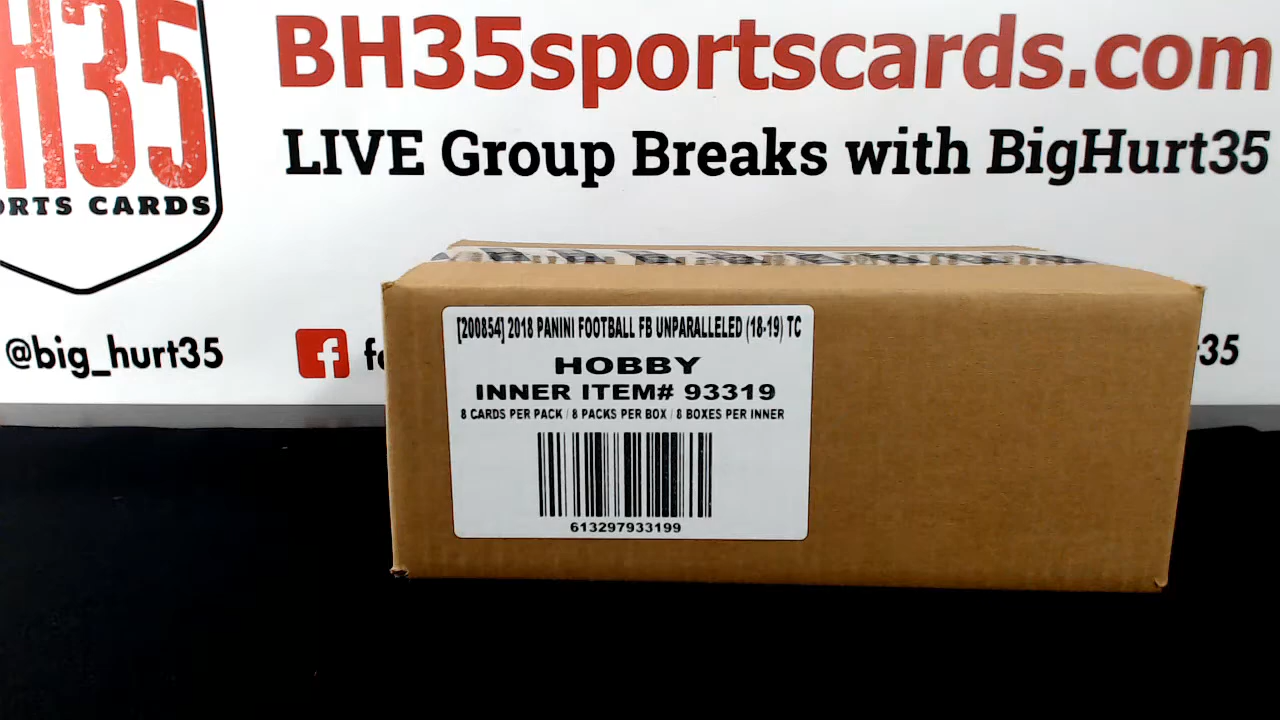 H35
ORTS CARDS
BH35sportscards.com
LIVE Group Breaks with BigHurt35
@big_hurt35
f
35
[200854] 2018 PANINI FOOTBALL FB UNPARALLELED (18-19) TC
HOBBY
INNER ITEM# 93319
8 CARDS PER PACK / 8 PACKS PER BOX / 8 BOXES PER INNER
613297933199